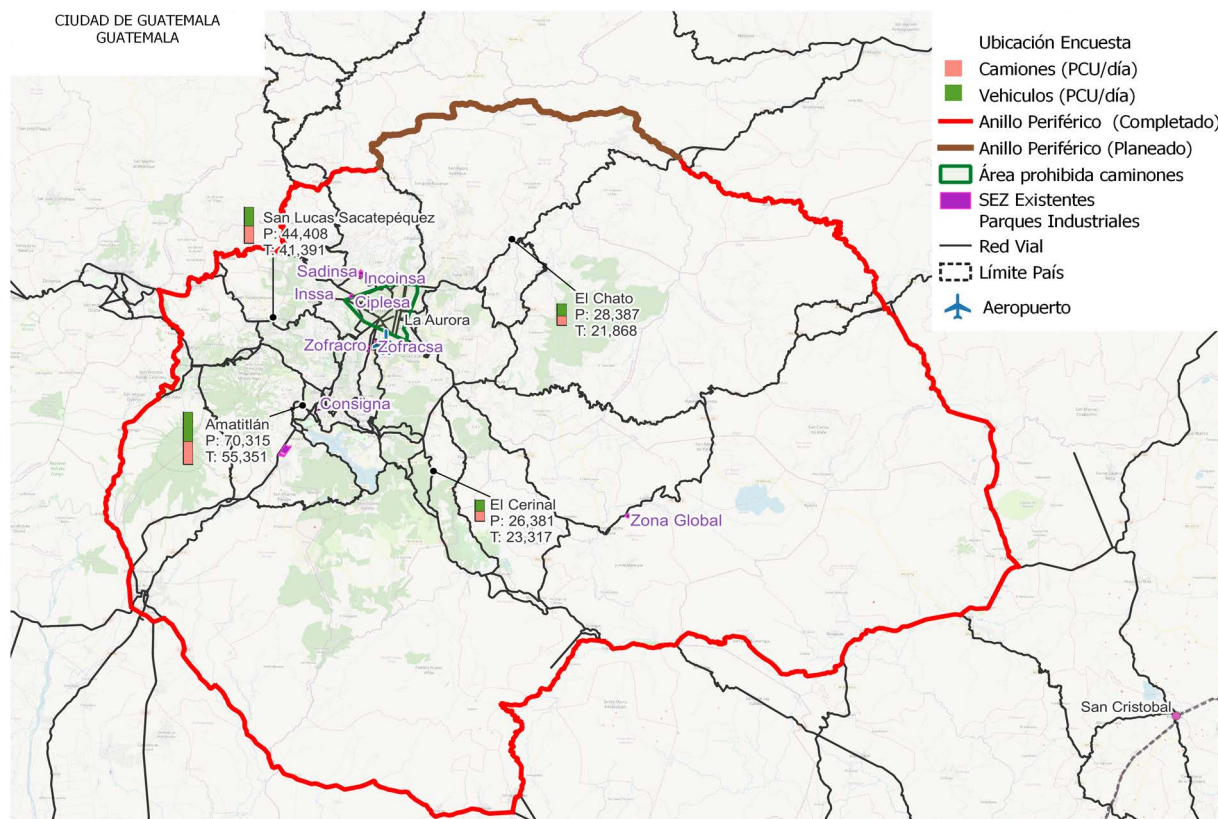 CIUDAD DE GUATEMALA
GUATEMALA
Ubicación Encuesta
Camiones (PCU/día)
Vehiculos (PCU/día)
Anillo Periférico (Completado)
Anillo Periférico (Planeado)
Área prohibida caminones
SEZ Existentes
Parques Industriales
Red Vial
Límite País
Aeropuerto
San Lucas Sacatepéquez
P: 44,408
T: 41,391
Sadinsa
Incoinsa
Inssa
Ciplesa
La Aurora
Zofracro
Zofracsa
El Chato
P: 28,387
T: 21,868
Consigna
Amatitlán
P: 70,315
T: 55,351
El Cerinal
P: 26,381
T: 23,317
Zona Global
San Cristobal